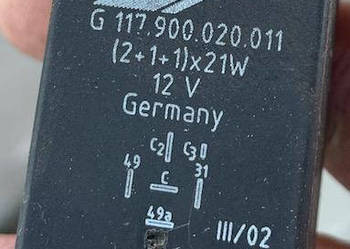 G 117.900.020.011
(2+1+1)x21W
12 V
Germany
C2 C3
49 c 31
49a
III/02